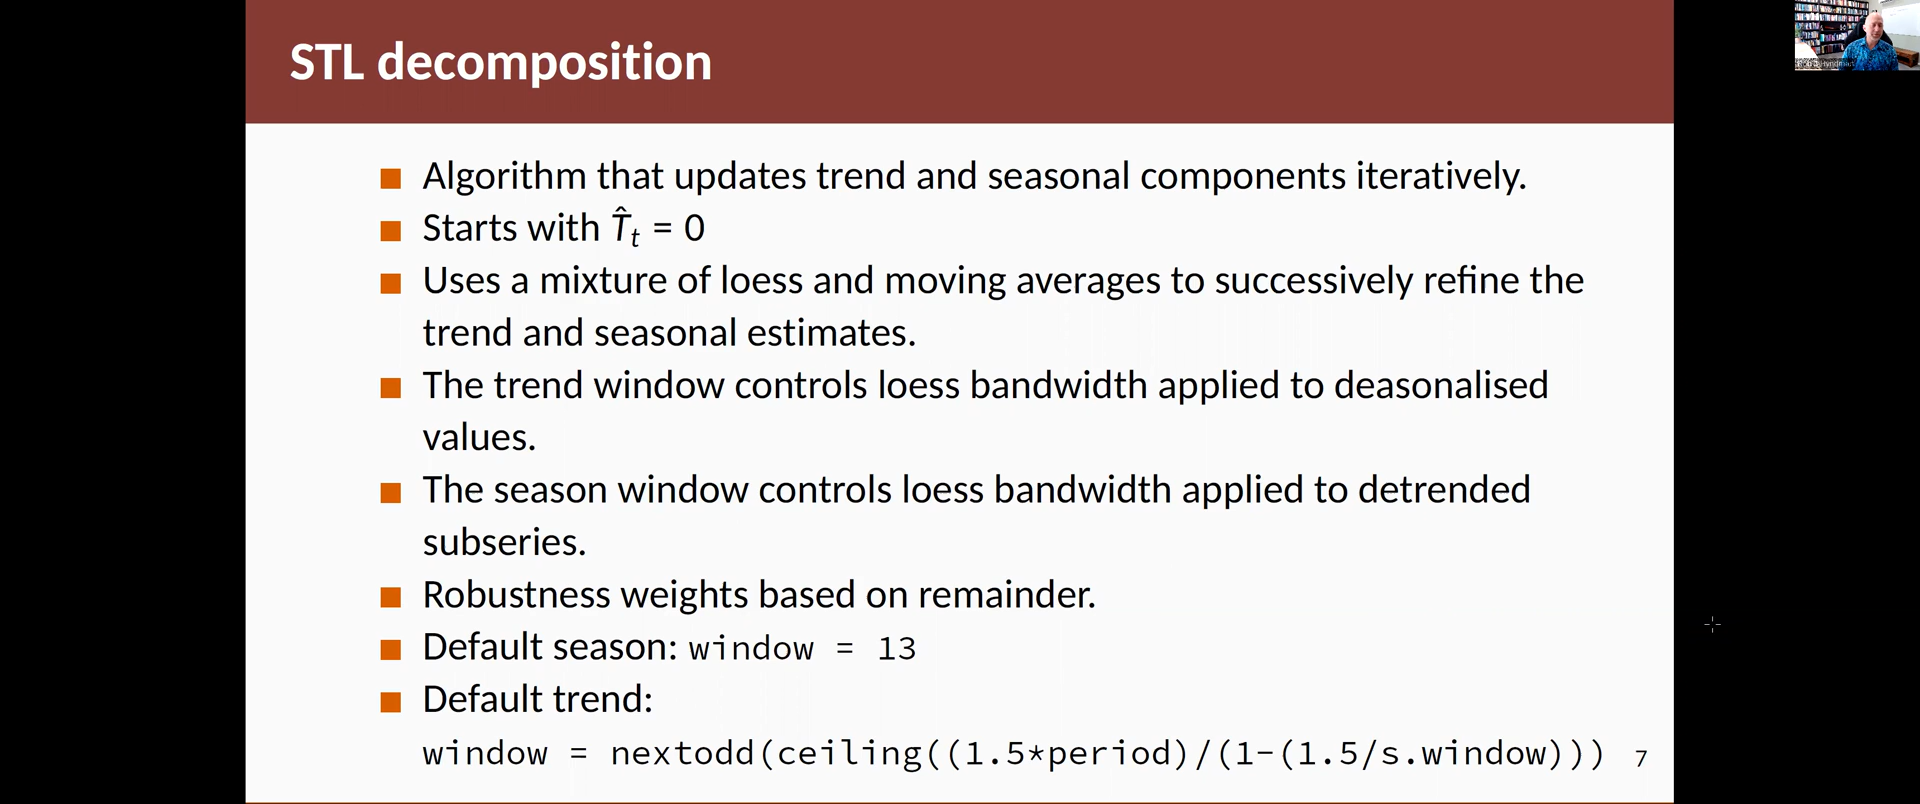 STL decomposition
Algorithm that updates trend and seasonal components iteratively.
Starts with T̂ₜ = 0
Uses a mixture of loess and moving averages to successively refine the
trend and seasonal estimates.
The trend window controls loess bandwidth applied to deasonalised
values.
The season window controls loess bandwidth applied to detrended
subseries.
Robustness weights based on remainder.
Default season: window = 13
Default trend:
window = nextodd(ceiling((1.5*period)/(1-(1.5/s.window)))
7